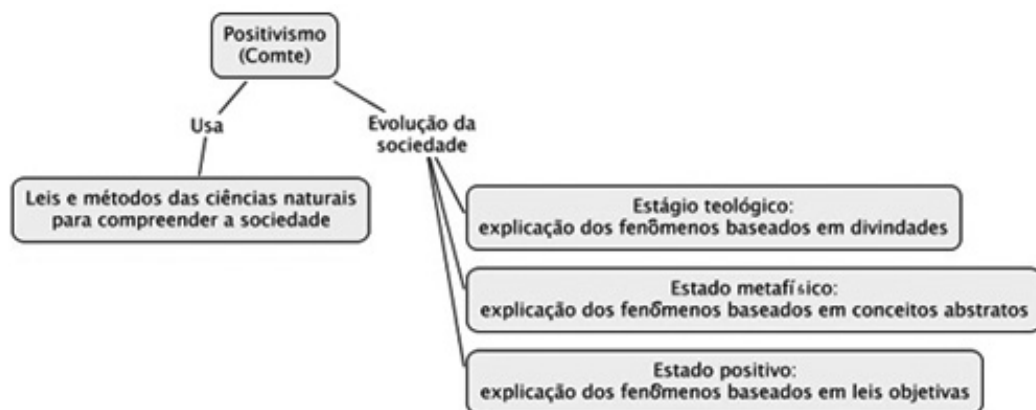 Positivismo
(Comte)
Usa
Evolução da
sociedade
Leis e métodos das ciências naturais
para compreender a sociedade
Estágio teológico:
explicação dos fenômenos baseados em divindades
Estado metafísico:
explicação dos fenômenos baseados em conceitos abstratos
Estado positivo:
explicação dos fenômenos baseados em leis objetivas